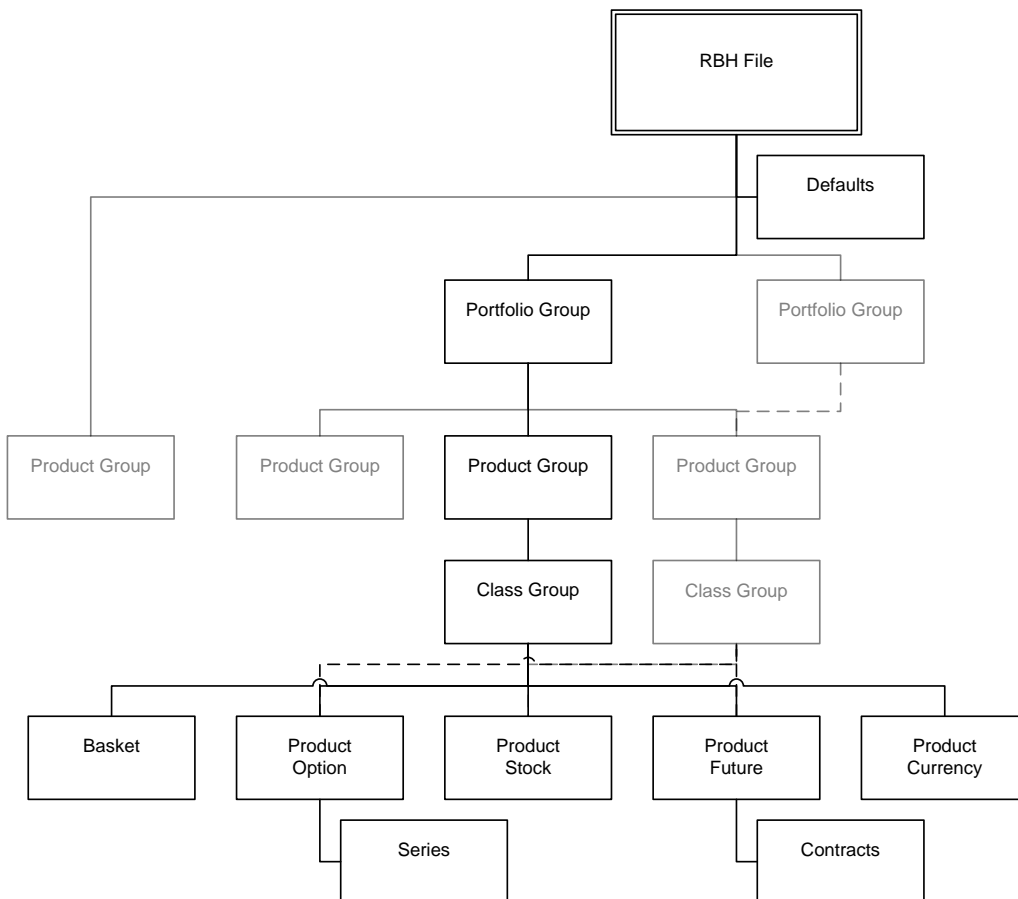 RBH File
Defaults
Portfolio Group
Portfolio Group
Product Group
Product Group
Product Group
Product Group
Class Group
Class Group
Basket
Product
Option
Product
Stock
Product
Future
Product
Currency
Series
Contracts